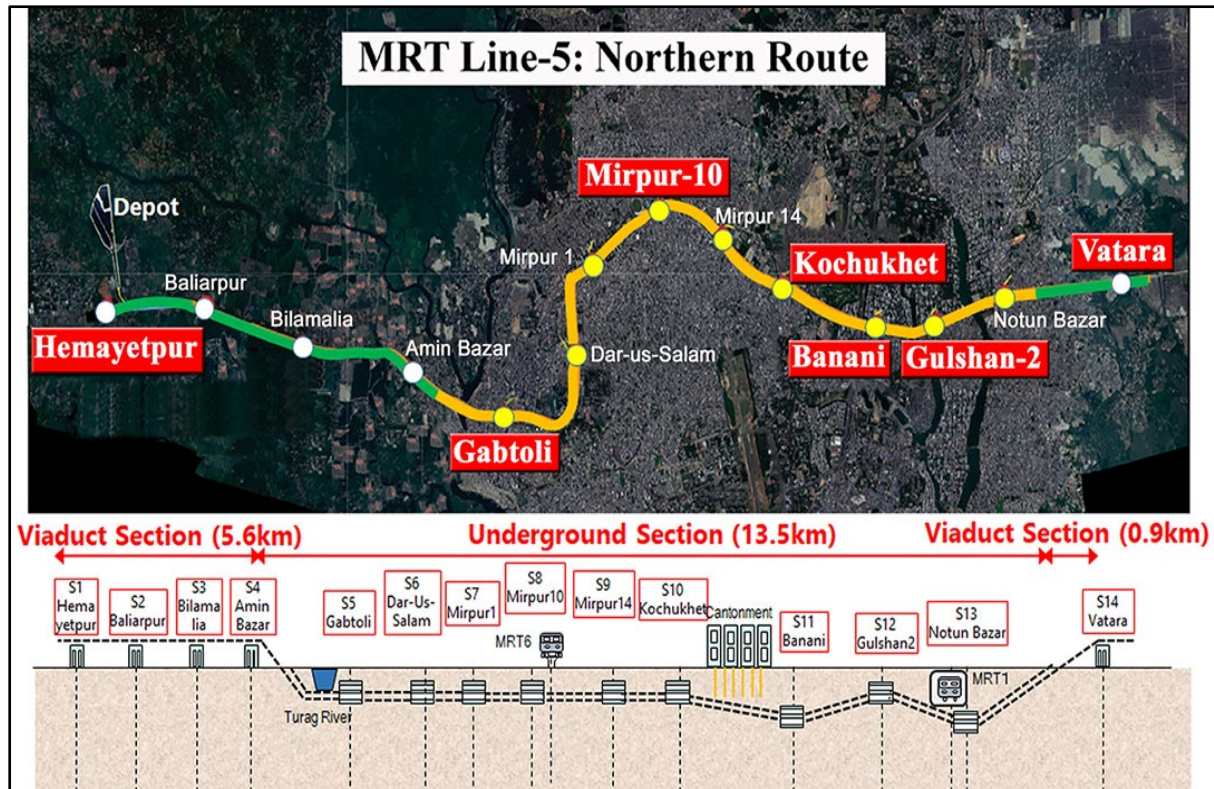 MRT Line-5: Northern Route
Depot
Mirpur-10
Mirpur 14
Mirpur 1
Kochukhet
Vatara
Baliarpur
Bilamalia
Hemayetpur
Amin Bazar
Dar-us-Salam
Notun Bazar
Banani
Gulshan-2
Gabtoli
Viaduct Section (5.6km)
Underground Section (13.5km)
Viaduct Section (0.9km)
S1
Hema
yetpur
S2
Baliarpur
S3
Bilama
lia
S4
Amin
Bazar
S5
Gabtoli
S6
Dar-Us-
Salam
S7
Mirpur1
S8
Mirpur10
S9
Mirpur14
S10
Kochukhet
Cantonment
S11
Banani
S12
Gulshan2
S13
Notun Bazar
S14
Vatara
MRT6
MRT1
Turag River